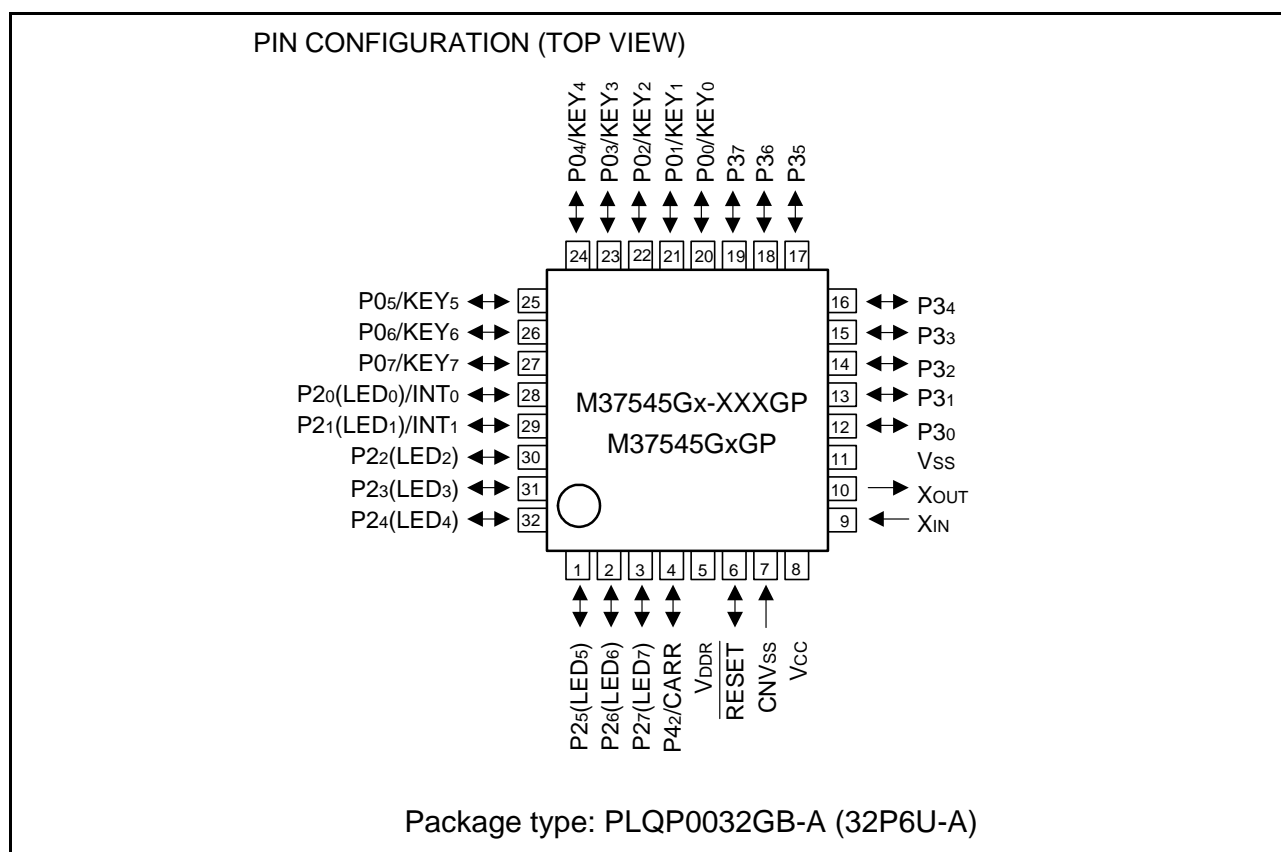 PIN CONFIGURATION (TOP VIEW)
P04/KEY4
P03/KEY3
P02/KEY2
P01/KEY1
P00/KEY0
P37
P36
P35
24
23
22
21
20
19
18
17
P05/KEY5
25
P06/KEY6
26
P07/KEY7
27
P20(LED0)/INT0
28
P21(LED1)/INT1
29
P22(LED2)
30
P23(LED3)
31
P24(LED4)
32
M37545Gx-XXXGP
M37545GxGP
16
P34
15
P33
14
P32
13
P31
12
P30
11
VSS
10
XOUT
9
XIN
1
2
3
4
5
6
7
8
P25(LED5)
P26(LED6)
P27(LED7)
P42/CARR
VDDR
RESET
CNVSS
VCC
Package type: PLQP0032GB-A (32P6U-A)